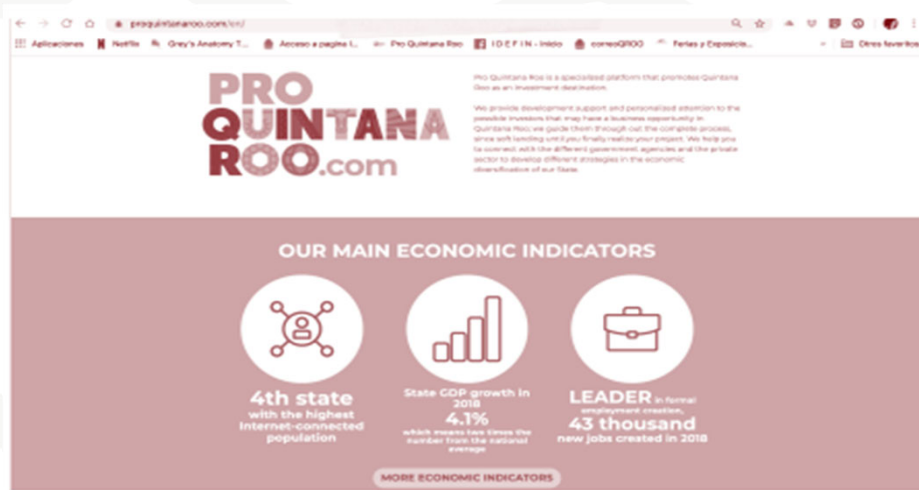 proquintanaroo.com/en/
Aplicaciones Netflix Grey's Anatomy T... Acceso a pagina l... Pro Quintana Roo I D E F I N - Inicio correoQROO Ferias y Exposicio... Otros favoritos
PRO
QUINTANA
ROO.com
Pro Quintana Roo is a specialized platform that promotes Quintana
Roo as an investment destination.
We provide development support and personalized attention to the
possible investors that may have a business opportunity in
Quintana Roo; we guide them through out the complete process,
since soft landing until you finally realize your project. We help you
to connect with the different government agencies and the private
sector to develop different strategies in the economic
diversification of our State.
OUR MAIN ECONOMIC INDICATORS
4th state
with the highest
Internet-connected
population
State GDP growth in
2018
4.1%
which means two times the
number from the national
average
LEADER in formal
employment creation,
43 thousand
new jobs created in 2018
MORE ECONOMIC INDICATORS